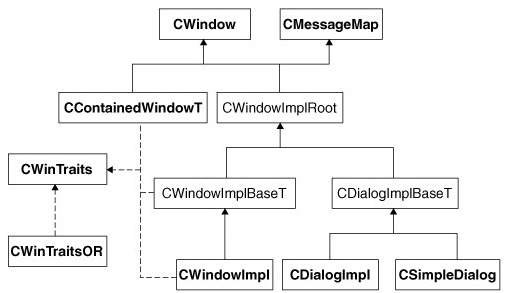 CWindow
CMessageMap
CContainedWindowT
CWindowImplRoot
CWinTraits
CWindowImplBaseT
CDialogImplBaseT
CWinTraitsOR
CWindowImpl
CDialogImpl
CSimpleDialog